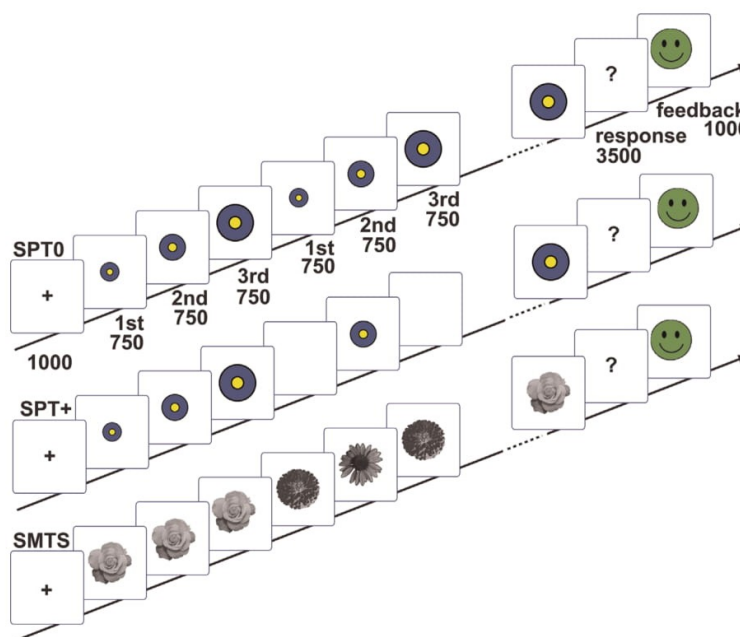 ?
feedback
1000
response
3500
3rd
750
2nd
750
1st
750
SPT0
+
3rd
750
2nd
750
1st
750
1000
?
SPT+
+
?
SMTS
+